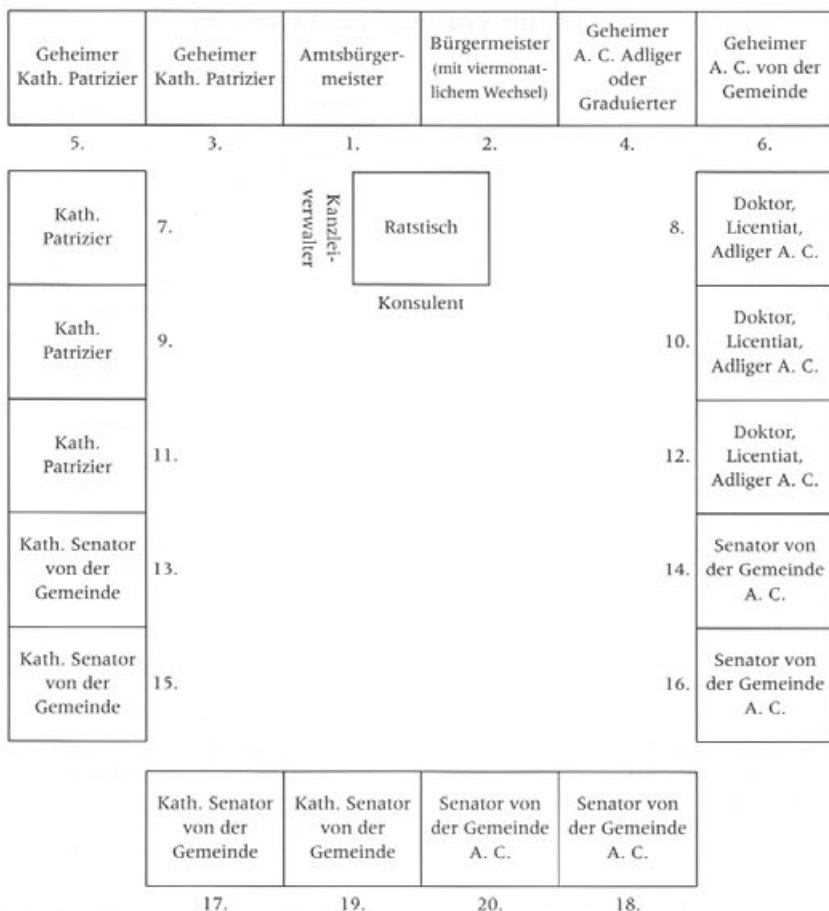 Geheimer
Kath. Patrizier
Geheimer
Kath. Patrizier
Amtsbürger-
meister
Bürgermeister
(mit viermonat-
lichem Wechsel)
Geheimer
A. C. Adliger
oder
Graduierter
Geheimer
A. C. von der
Gemeinde
5.
3.
1.
2.
4.
6.
Kath.
Patrizier
7.
Kanzlei-
verwalter
Ratstisch
Konsulent
8.
Doktor,
Licentiat,
Adliger A. C.
Kath.
Patrizier
9.
10.
Doktor,
Licentiat,
Adliger A. C.
Kath.
Patrizier
11.
12.
Doktor,
Licentiat,
Adliger A. C.
Kath. Senator
von der
Gemeinde
13.
14.
Senator von
der Gemeinde
A. C.
Kath. Senator
von der
Gemeinde
15.
16.
Senator von
der Gemeinde
A. C.
Kath. Senator
von der
Gemeinde
Kath. Senator
von der
Gemeinde
Senator von
der Gemeinde
A. C.
Senator von
der Gemeinde
A. C.
17.
19.
20.
18.